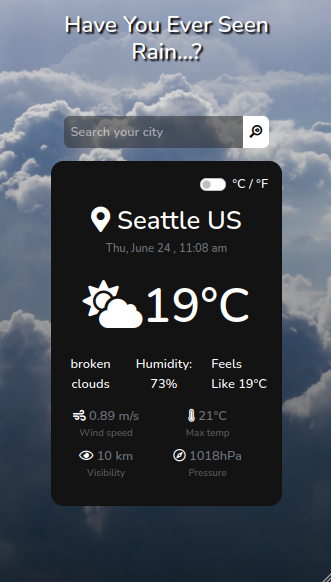 Have You Ever Seen
Rain...?
Search your city
°C / °F
Seattle US
Thu, June 24 , 11:08 am
19°C
broken clouds
Humidity: 73%
Feels Like 19°C
0.89 m/s
Wind speed
21°C
Max temp
10 km
Visibility
1018hPa
Pressure